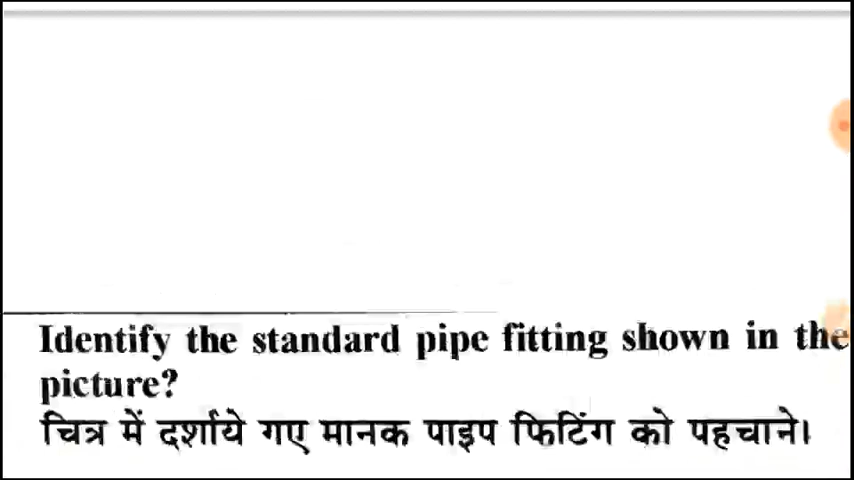 Identify the standard pipe fitting shown in the
picture?
चित्र में दर्शाये गए मानक पाइप फिटिंग को पहचाने।